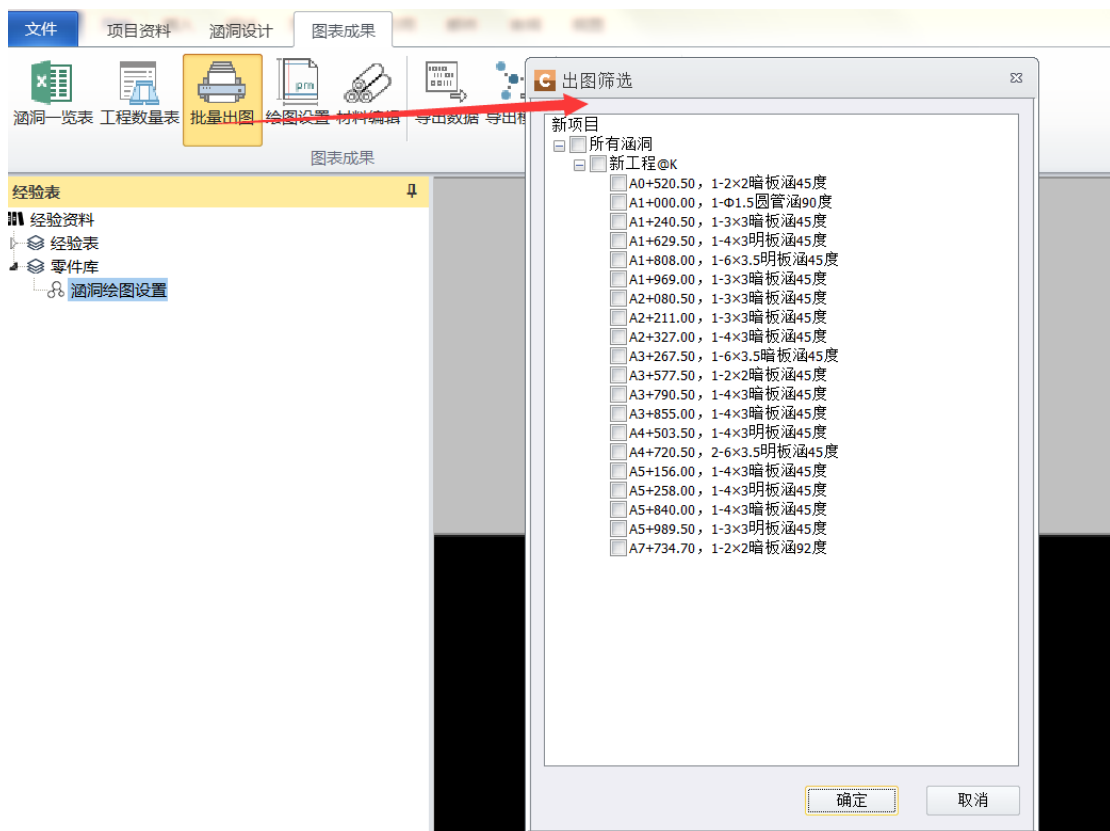 文件 项目资料 涵洞设计 图表成果
涵洞一览表 工程数量表 批量出图 绘图设置 材料编辑 导出数据
图表成果
经验表
经验资料
经验表
零件库
涵洞绘图设置
出图筛选
新项目
所有涵洞
新工程@K
A0+520.50，1-2×2暗板涵45度
A1+000.00，1-Φ1.5圆管涵90度
A1+240.50，1-3×3暗板涵45度
A1+629.50，1-4×3明板涵45度
A1+808.00，1-6×3.5明板涵45度
A1+969.00，1-3×3暗板涵45度
A2+080.50，1-3×3暗板涵45度
A2+211.00，1-3×3暗板涵45度
A2+327.00，1-4×3暗板涵45度
A3+267.50，1-6×3.5暗板涵45度
A3+577.50，1-2×2暗板涵45度
A3+790.50，1-4×3暗板涵45度
A3+855.00，1-4×3暗板涵45度
A4+503.50，1-4×3明板涵45度
A4+720.50，2-6×3.5明板涵45度
A5+156.00，1-4×3暗板涵45度
A5+258.00，1-4×3明板涵45度
A5+840.00，1-4×3暗板涵45度
A5+989.50，1-3×3明板涵45度
A7+734.70，1-2×2暗板涵92度
确定 取消